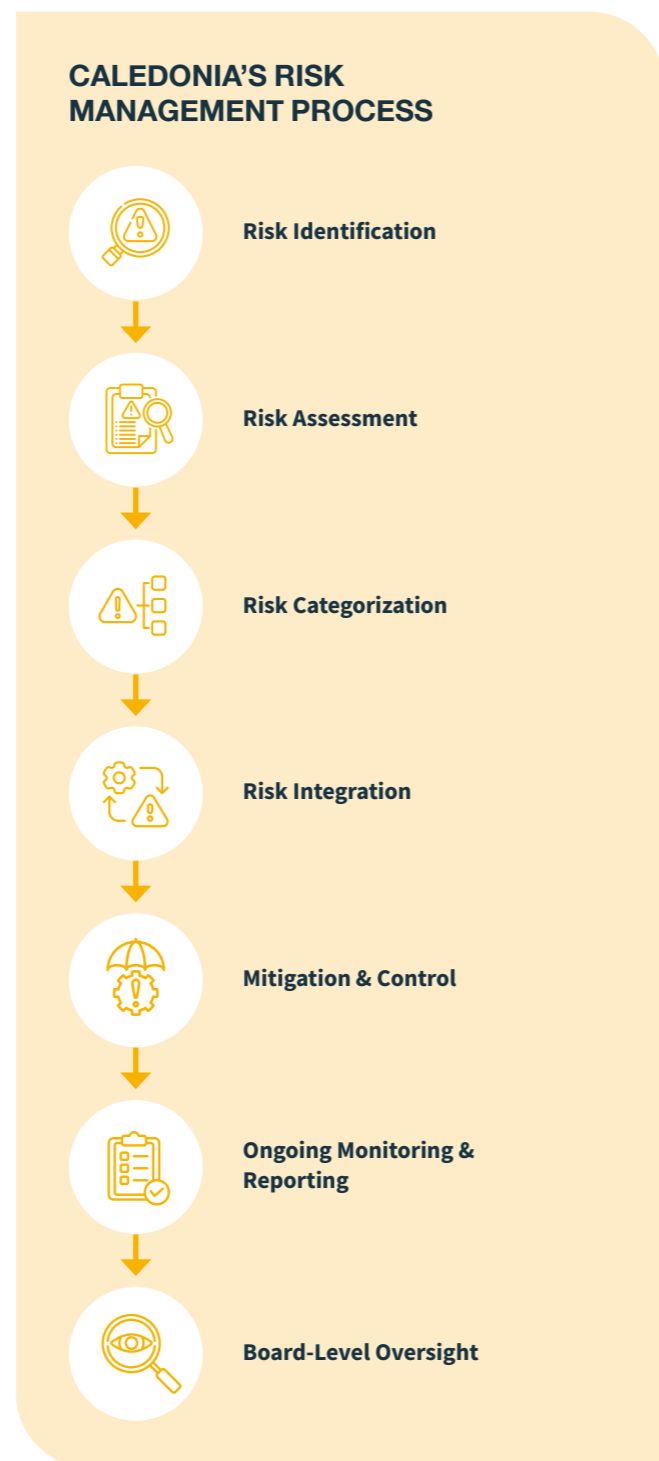 CALEDONIA’S RISK
MANAGEMENT PROCESS
Risk Identification
Risk Assessment
Risk Categorization
Risk Integration
Mitigation & Control
Ongoing Monitoring &
Reporting
Board-Level Oversight